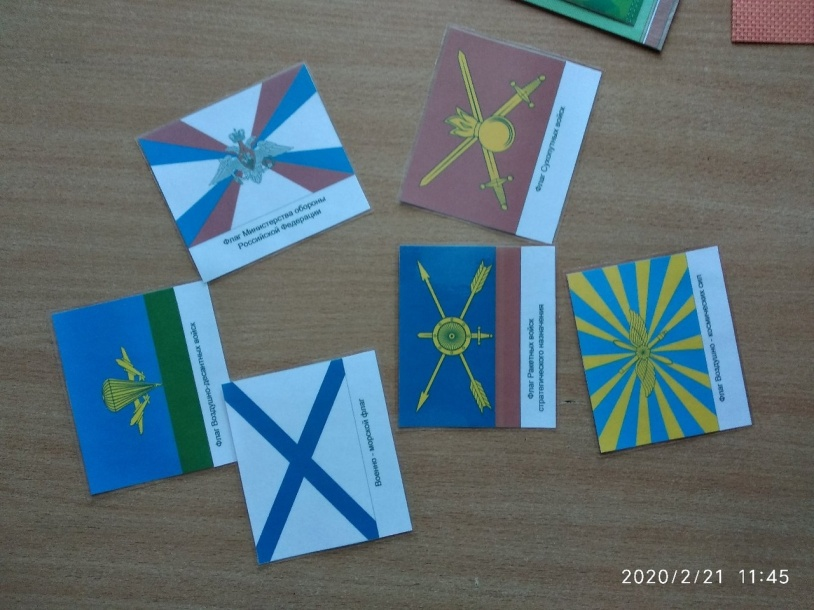 Флаг Министерства обороны
Российской Федерации
Флаг Сухопутных войск
Флаг Воздушно-десантных войск
Военно - морской флаг
Флаг Ракетных войск
стратегического назначения
Флаг Воздушно - космических сил
2020/2/21 11:45